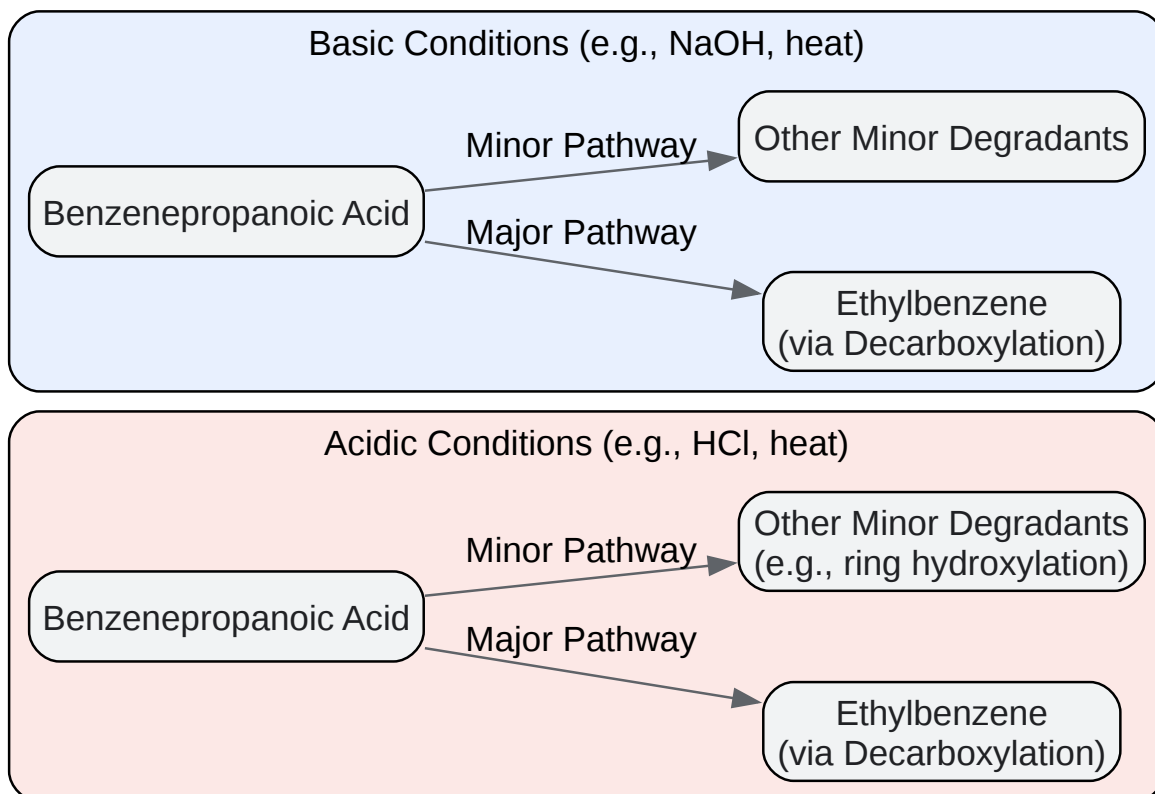 Basic Conditions (e.g., NaOH, heat)
Minor Pathway
Other Minor Degradants
Benzenepropanoic Acid
Major Pathway
Ethylbenzene
(via Decarboxylation)
Acidic Conditions (e.g., HCl, heat)
Minor Pathway
Other Minor Degradants
(e.g., ring hydroxylation)
Benzenepropanoic Acid
Major Pathway
Ethylbenzene
(via Decarboxylation)